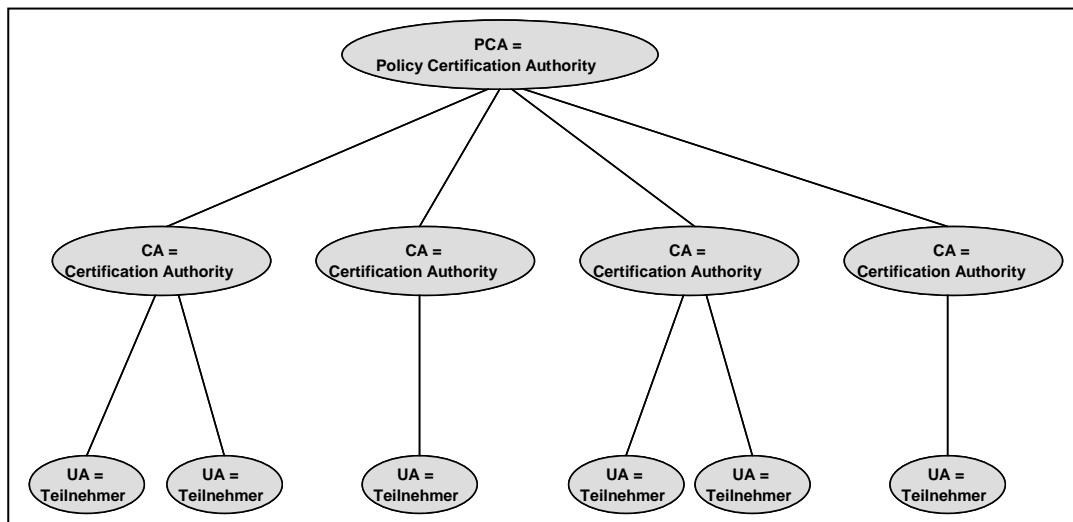 PCA =
Policy Certification Authority
CA =
Certification Authority
CA =
Certification Authority
CA =
Certification Authority
CA =
Certification Authority
UA =
Teilnehmer
UA =
Teilnehmer
UA =
Teilnehmer
UA =
Teilnehmer
UA =
Teilnehmer
UA =
Teilnehmer